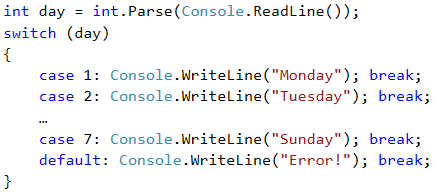 int day = int.Parse(Console.ReadLine());
switch (day)
{
    case 1: Console.WriteLine("Monday"); break;
    case 2: Console.WriteLine("Tuesday"); break;
    …
    case 7: Console.WriteLine("Sunday"); break;
    default: Console.WriteLine("Error!"); break;
}